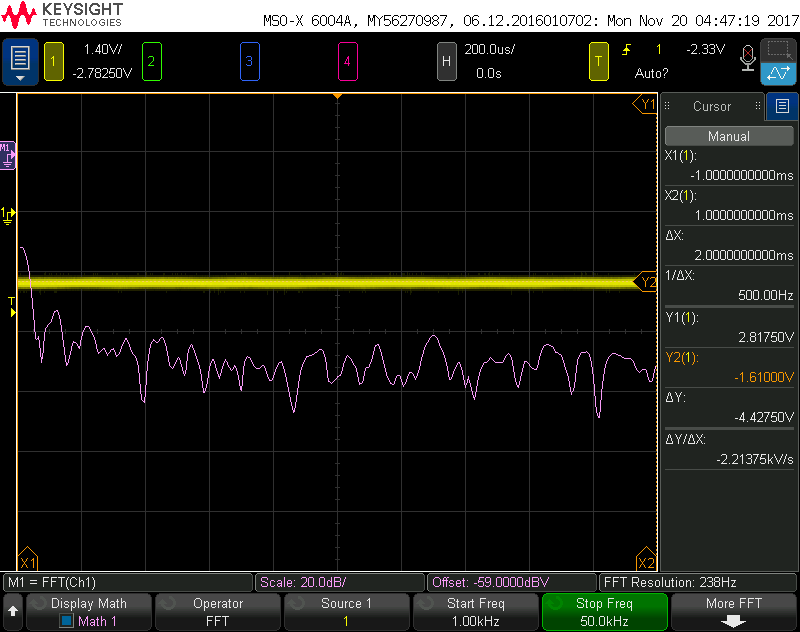 KEYSIGHT
TECHNOLOGIES
MSO-X 6004A, MY56270987, 06.12.2016010702: Mon Nov 20 04:47:19 2017
1 1.40V/ 2 3 4 H 200.0us/ T 1 -2.33V
-2.78250V 0.0s Auto?
Y1
Cursor
Manual
M1
X1(1):
-1.0000000000ms
X2(1):
1.0000000000ms
1
ΔX:
2.0000000000ms
Y2
1/ΔX:
500.00Hz
T
Y1(1):
2.81750V
Y2(1):
-1.61000V
ΔY:
-4.42750V
ΔY/ΔX:
-2.21375kV/s
X1 X2
M1 = FFT(Ch1) Scale: 20.0dB/ Offset: -59.0000dBV FFT Resolution: 238Hz
Display Math Operator Source 1 Start Freq Stop Freq More FFT
Math 1 FFT 1 1.00kHz 50.0kHz